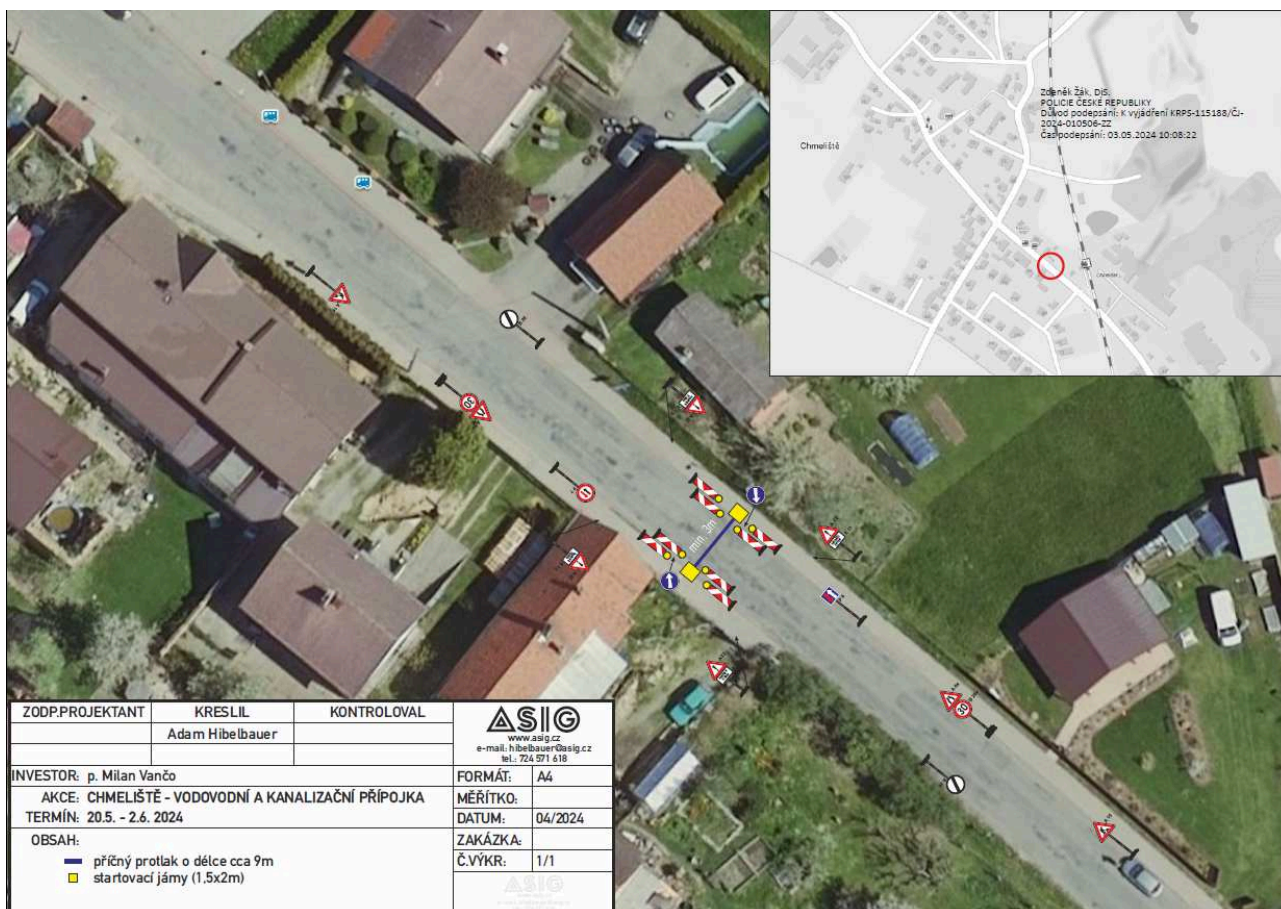 Zdeněk Žák, DiS.
POLICIE ČESKÉ REPUBLIKY
Důvod podepsání: K vyjádření KRPS-115188/ČJ-
2024-010506-ZZ
Čas podepsání: 03.05.2024 10:08:22
Chmeliště
30
min. 3m
30
ZODP.PROJEKTANT
KRESLIL
KONTROLOVAL
Adam Hibelbauer
ASIG
www.asig.cz
e-mail: hibelbauer@asig.cz
tel.: 724 571 618
INVESTOR: p. Milan Vančo
FORMÁT: A4
AKCE: CHMELIŠTĚ - VODOVODNÍ A KANALIZAČNÍ PŘÍPOJKA
MĚŘÍTKO:
TERMÍN: 20.5. - 2.6. 2024
DATUM: 04/2024
OBSAH:
ZAKÁZKA:
příčný protlak o délce cca 9m
Č.VÝKR: 1/1
startovací jámy (1,5x2m)
ASIG